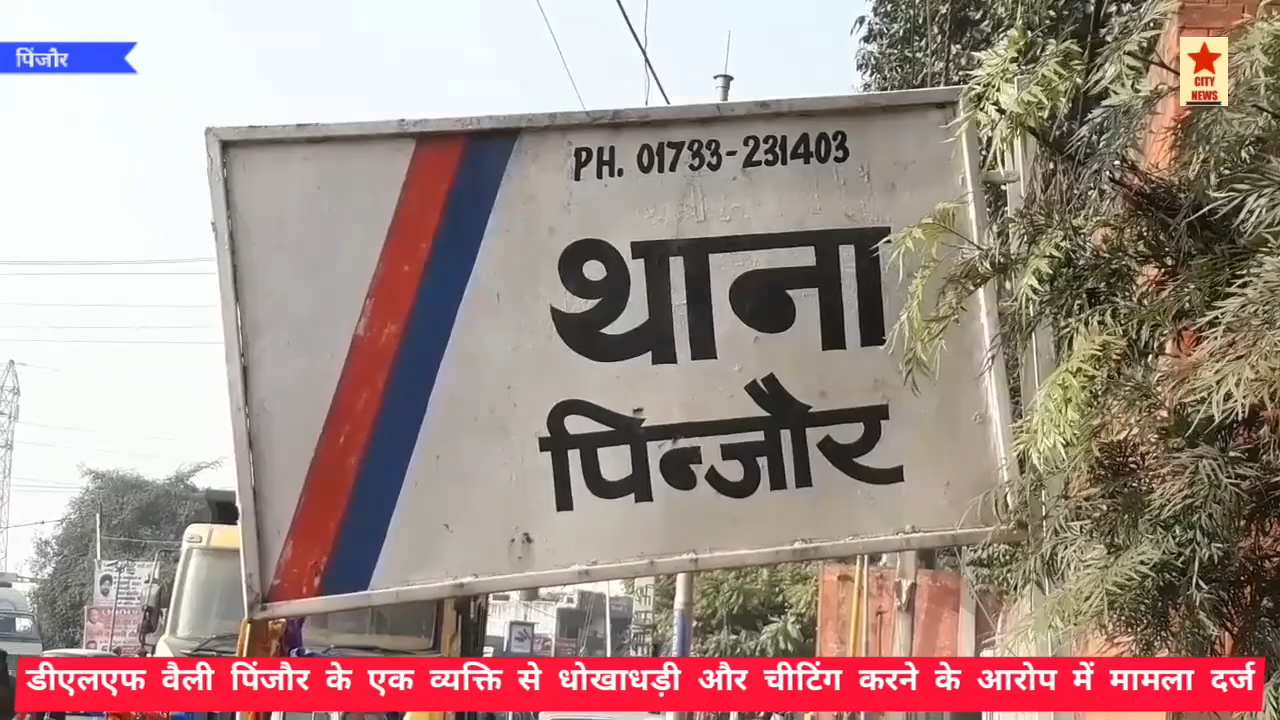 पिंजौर
CITY
NEWS
PH. 01733-231403
थाना
पिन्जौर
डीएलएफ वैली पिंजौर के एक व्यक्ति से धोखाधड़ी और चीटिंग करने के आरोप में मामला दर्ज